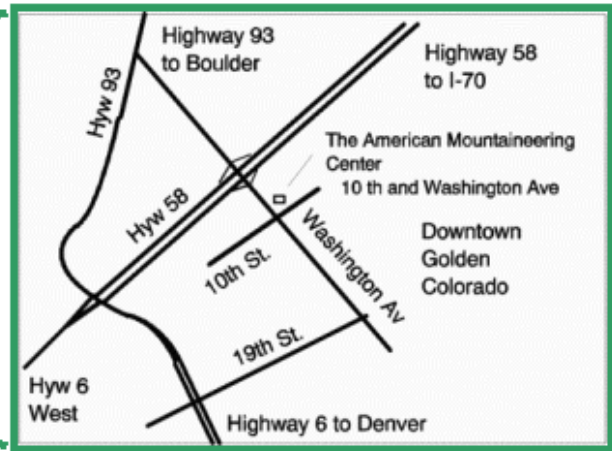 Highway 93
to Boulder
Highway 58
to I-70
Hyw 93
The American Mountaineering
Center
10 th and Washington Ave
Hyw 58
Washington Av
10th St.
Downtown
Golden
Colorado
19th St.
Hyw 6
West
Highway 6 to Denver